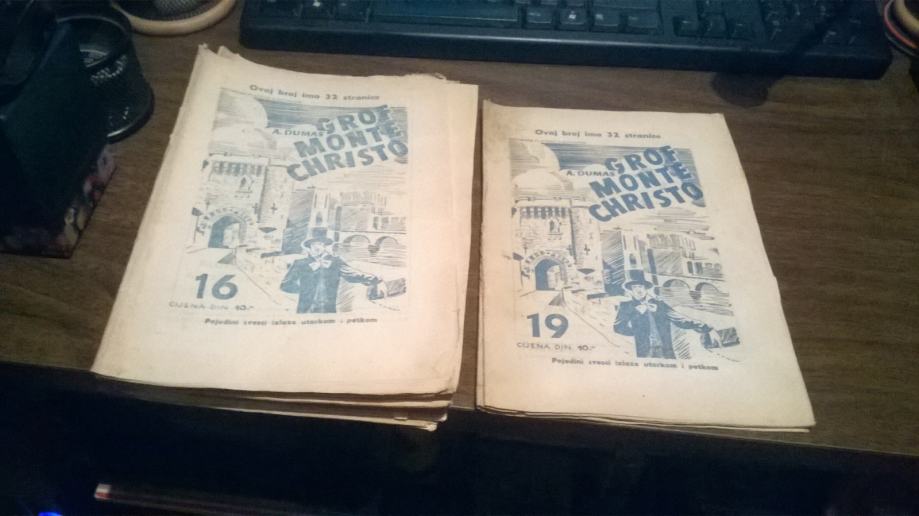 Ovaj broj ima 32 stranice
A. DUMAS GROF
MONTE
CHRISTO
16
CIJENA DIN. 10.-
Pojedini svesci izlaze utorkom i petkom
Ovaj broj ima 32 stranice
A. DUMAS GROF
MONTE
CHRISTO
19
CIJENA DIN. 10.-
Pojedini svesci izlaze utorkom i petkom